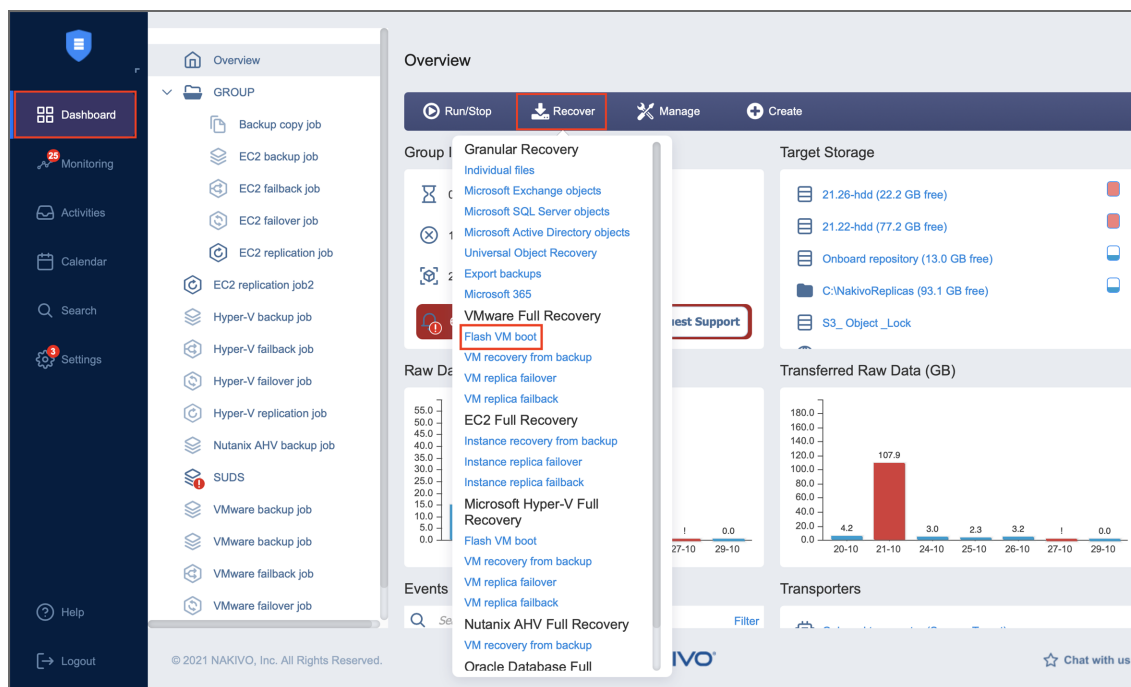 Dashboard
25
Monitoring
Activities
Calendar
Search
3
Settings
Help
Logout
Overview
GROUP
Backup copy job
EC2 backup job
EC2 failback job
EC2 failover job
EC2 replication job
EC2 replication job2
Hyper-V backup job
Hyper-V failback job
Hyper-V failover job
Hyper-V replication job
Nutanix AHV backup job
SUDS
VMware backup job
VMware backup job
VMware failback job
VMware failover job
© 2021 NAKIVO, Inc. All Rights Reserved.
Overview
Run/Stop
Recover
Manage
Create
Group I
Granular Recovery
Individual files
Microsoft Exchange objects
Microsoft SQL Server objects
Microsoft Active Directory objects
Universal Object Recovery
Export backups
Microsoft 365
VMware Full Recovery
Flash VM boot
VM recovery from backup
VM replica failover
VM replica failback
EC2 Full Recovery
Instance recovery from backup
Instance replica failover
Instance replica failback
Microsoft Hyper-V Full
Recovery
Flash VM boot
VM recovery from backup
VM replica failover
VM replica failback
Nutanix AHV Full Recovery
VM recovery from backup
Oracle Database Full
uest Support
Raw Da
55.0
50.0
45.0
40.0
35.0
30.0
25.0
20.0
15.0
10.0
5.0
0.0
! 0.0
27-10 29-10
Events
Filter
Target Storage
21.26-hdd (22.2 GB free)
21.22-hdd (77.2 GB free)
Onboard repository (13.0 GB free)
C:\NakivoReplicas (93.1 GB free)
S3_ Object _Lock
Transferred Raw Data (GB)
180.0
160.0
140.0
120.0
100.0
80.0
60.0
40.0
20.0
0.0
4.2 107.9 3.0 2.3 3.2 ! 0.0
20-10 21-10 24-10 25-10 26-10 27-10 29-10
Transporters
IVO
Chat with us